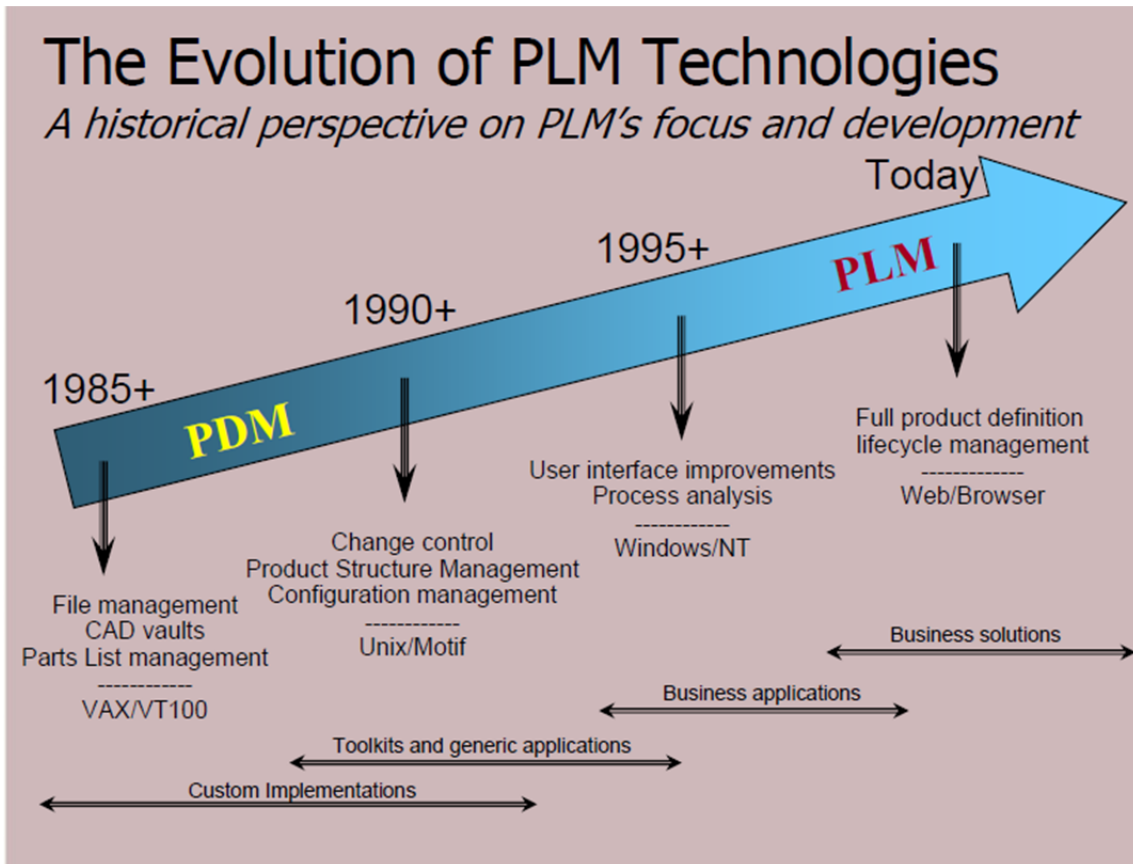 The Evolution of PLM Technologies
A historical perspective on PLM's focus and development
Today
1995+
PLM
1990+
1985+
PDM
Full product definition
lifecycle management
-------------
Web/Browser
User interface improvements
Process analysis
------------
Windows/NT
Change control
Product Structure Management
Configuration management
------------
Unix/Motif
File management
CAD vaults
Parts List management
------------
VAX/VT100
Business solutions
Business applications
Toolkits and generic applications
Custom Implementations